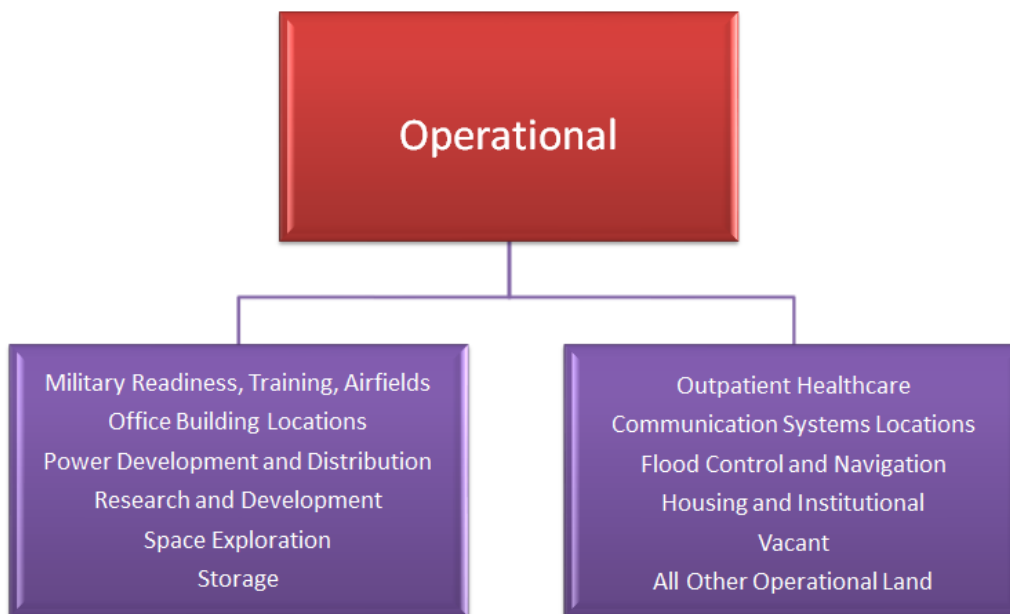 Operational
Military Readiness, Training, Airfields
Office Building Locations
Power Development and Distribution
Research and Development
Space Exploration
Storage
Outpatient Healthcare
Communication Systems Locations
Flood Control and Navigation
Housing and Institutional
Vacant
All Other Operational Land